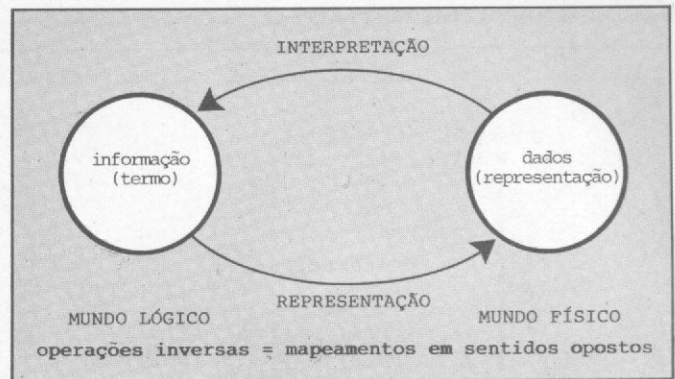 INTERPRETAÇÃO
informação
(termo)
dados
(representação)
REPRESENTAÇÃO
MUNDO LÓGICO
MUNDO FÍSICO
operações inversas = mapeamentos em sentidos opostos